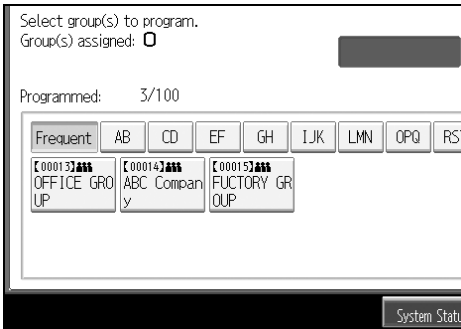 Select group(s) to program.
Group(s) assigned: 0
Programmed: 3/100
Frequent AB CD EF GH IJK LMN OPQ RST
【00013】
OFFICE GRO
UP
【00014】
ABC Compan
y
【00015】
FUCTORY GR
OUP
System Statu